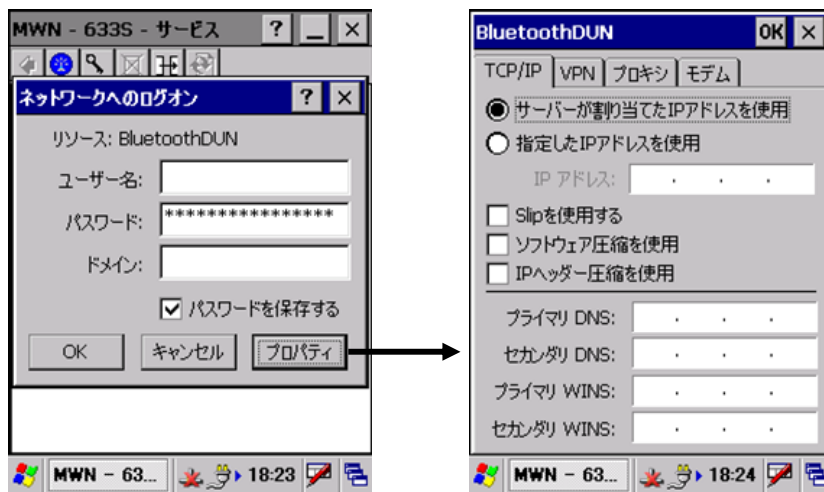 MWN - 633S - サービス ? _ ×
ネットワークへのログオン ? ×
リソース: BluetoothDUN
ユーザー名:
パスワード: ****************
ドメイン:
パスワードを保存する
OK キャンセル プロパティ
MWN - 63... 18:23
BluetoothDUN OK ×
TCP/IP VPN プロキシ モデム
サーバーが割り当てたIPアドレスを使用
指定したIPアドレスを使用
IP アドレス: . . .
Slipを使用する
ソフトウェア圧縮を使用
IPヘッダー圧縮を使用
プライマリ DNS: . . .
セカンダリ DNS: . . .
プライマリ WINS: . . .
セカンダリ WINS: . . .
MWN - 63... 18:24